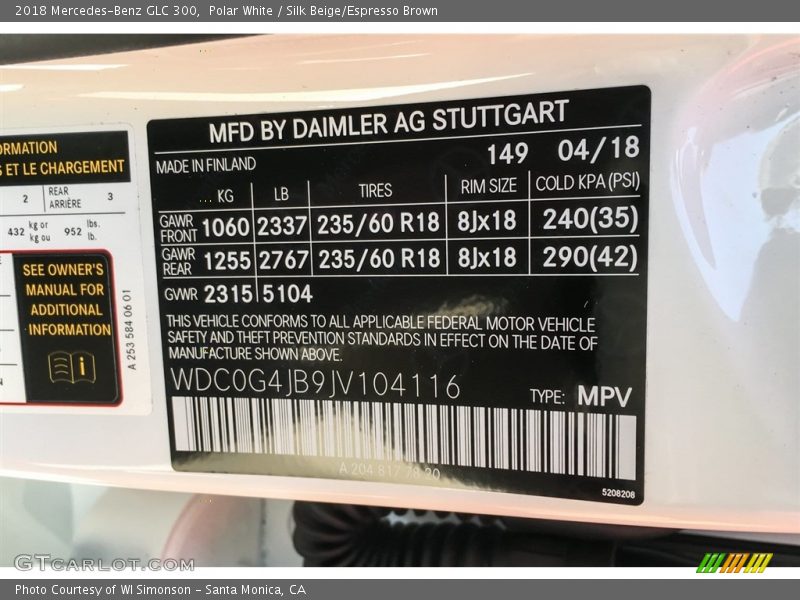 2018 Mercedes-Benz GLC 300,  Polar White / Silk Beige/Espresso Brown
ORMATION
S ET LE CHARGEMENT
2 REAR ARRIÈRE 3
432 kg or kg ou 952 lbs. lb.
SEE OWNER'S
MANUAL FOR
ADDITIONAL
INFORMATION
i
A 253 584 06 01
MFD BY DAIMLER AG STUTTGART
149 04/18
MADE IN FINLAND
KG LB TIRES RIM SIZE COLD KPA (PSI)
GAWR FRONT 1060 2337 235/60 R18 8Jx18 240(35)
GAWR REAR 1255 2767 235/60 R18 8Jx18 290(42)
GVWR 2315 5104
THIS VEHICLE CONFORMS TO ALL APPLICABLE FEDERAL MOTOR VEHICLE
SAFETY AND THEFT PREVENTION STANDARDS IN EFFECT ON THE DATE OF
MANUFACTURE SHOWN ABOVE.
WDC0G4JB9JV104116
TYPE: MPV
A 204 817 78 20
5208208
GTcarlot.com
Photo Courtesy of WI Simonson - Santa Monica, CA